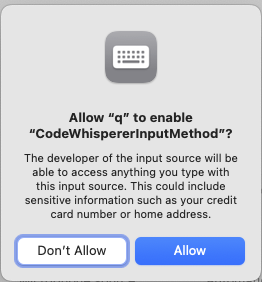 Allow “q” to enable
“CodeWhispererInputMethod”?
The developer of the input source will be
able to access anything you type with
this input source. This could include
sensitive information such as your credit
card number or home address.
Don’t Allow
Allow